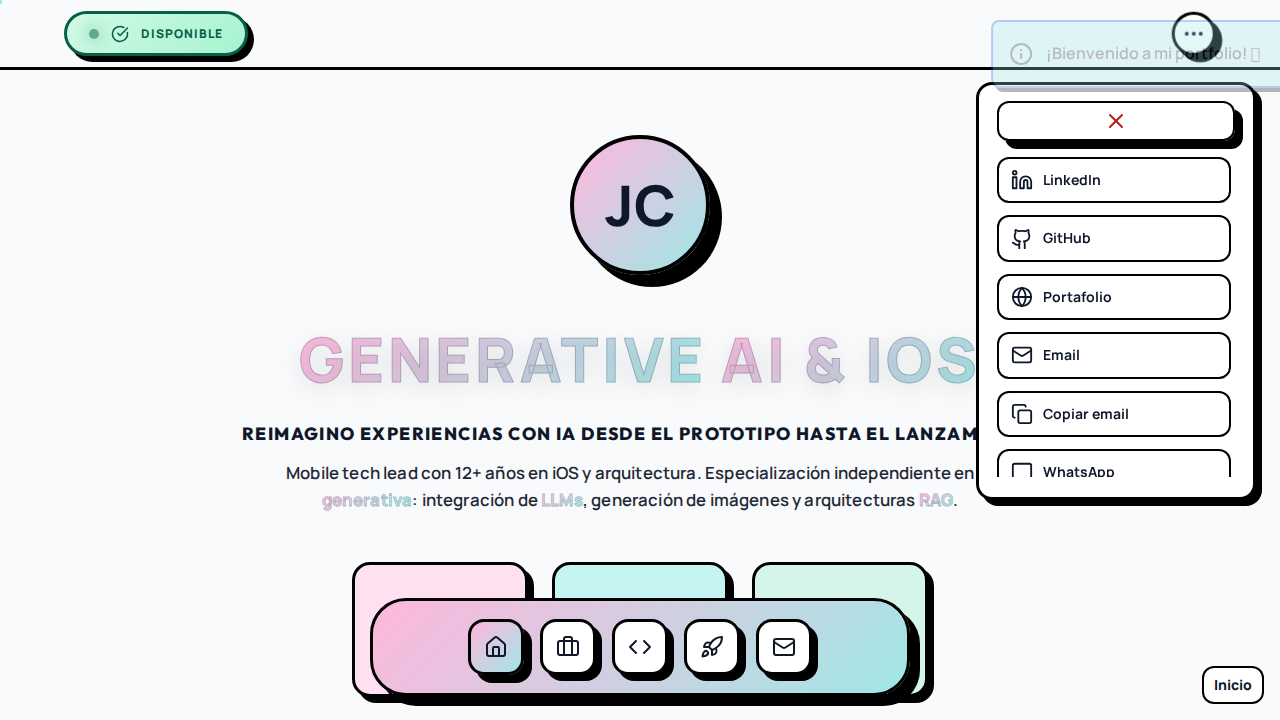 DISPONIBLE
¡Bienvenido a mi portfolio!
JC
LinkedIn
GitHub
Portafolio
Email
Copiar email
WhatsApp
GENERATIVE AI & IOS
REIMAGINO EXPERIENCIAS CON IA DESDE EL PROTOTIPO HASTA EL
Mobile tech lead con 12+ años en iOS y arquitectura. Especialización independiente en
generativa: integración de LLMs, generación de imágenes y arquitecturas RAG.
Inicio